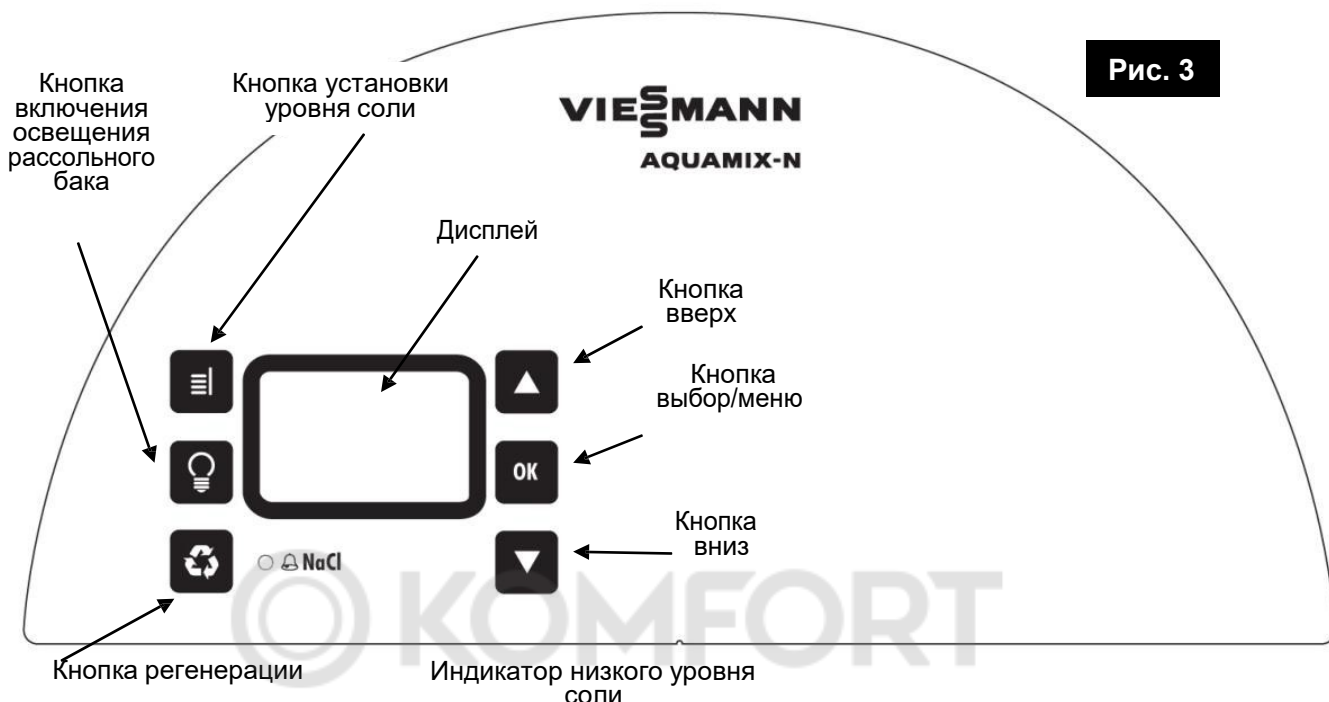 Рис. 3
Кнопка
включения
освещения
рассольного
бака
Кнопка установки
уровня соли
VIESSMANN
AQUAMIX-N
Дисплей
Кнопка
вверх
Кнопка
выбор/меню
OK
Кнопка
вниз
NaCl
KOMFORT
Кнопка регенерации
Индикатор низкого уровня
соли